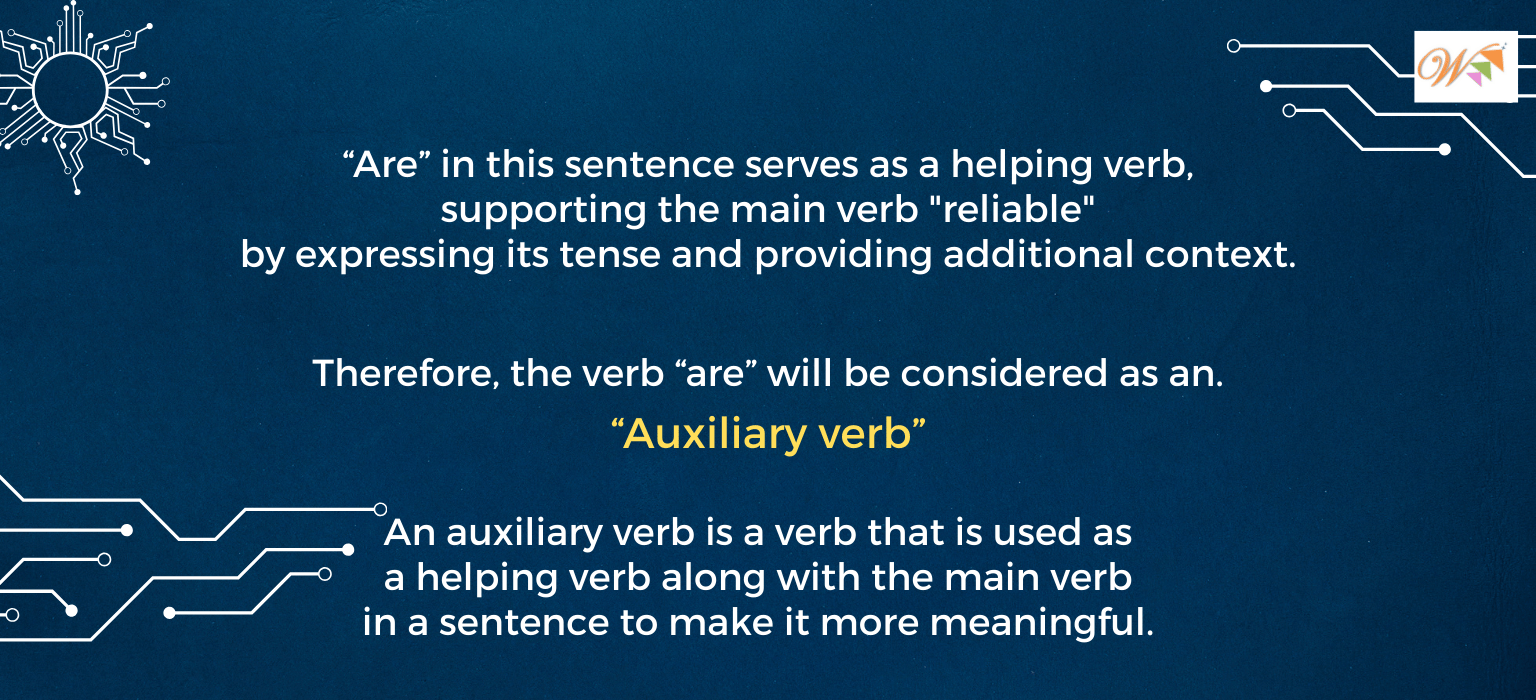 W
“Are” in this sentence serves as a helping verb,
supporting the main verb "reliable"
by expressing its tense and providing additional context.
Therefore, the verb “are” will be considered as an.
“Auxiliary verb”
An auxiliary verb is a verb that is used as
a helping verb along with the main verb
in a sentence to make it more meaningful.